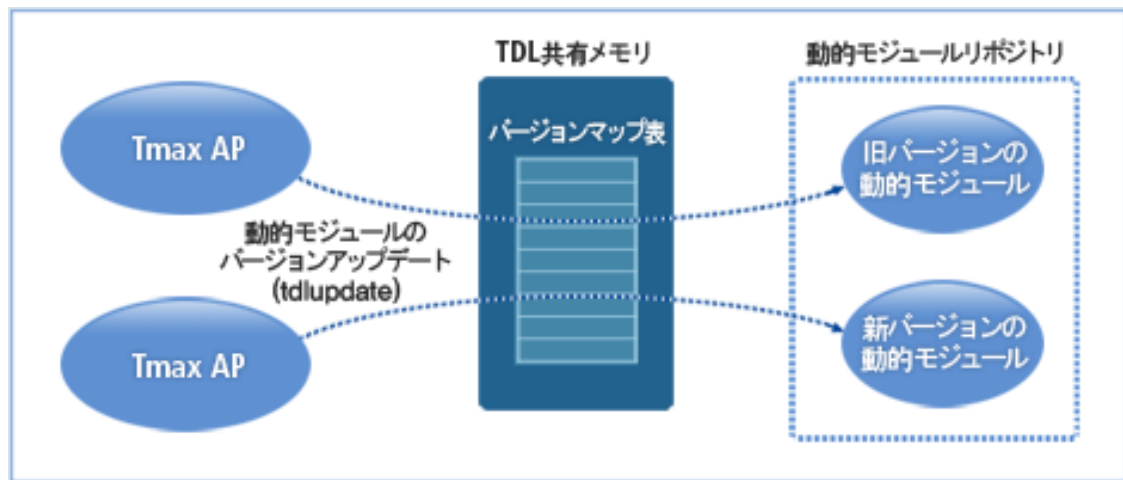 TDL共有メモリ
動的モジュールリポジトリ
Tmax AP
バージョンマップ表
旧バージョンの
動的モジュール
動的モジュールの
バージョンアップデート
(tdlupdate)
Tmax AP
新バージョンの
動的モジュール